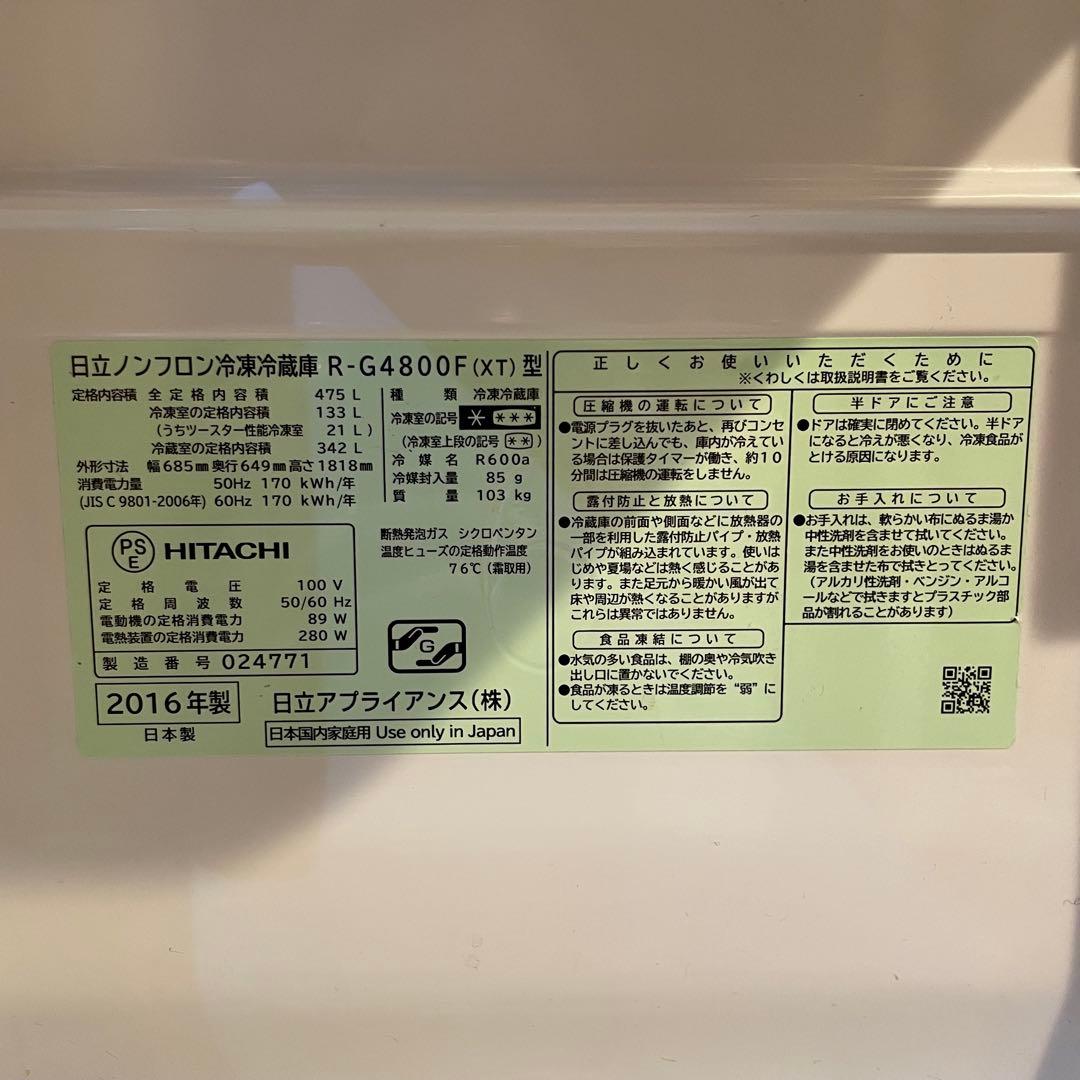 日立ノンフロン冷凍冷蔵庫 R-G4800F(XT)型
定格内容積 全定格内容積 475 L
冷凍室の定格内容積 133 L
(うちツースター性能冷凍室 21 L)
冷蔵室の定格内容積 342 L
外形寸法 幅685mm奥行649mm高さ1818mm
消費電力量 50Hz 170 kWh/年
(JIS C 9801-2006年) 60Hz 170 kWh/年
種類 冷凍冷蔵庫
冷凍室の記号 * ***
(冷凍室上段の記号 **)
冷媒名 R600a
冷媒封入量 85 g
質量 103 kg
PS
E
HITACHI
定格電圧 100 V
定格周波数 50/60 Hz
電動機の定格消費電力 89 W
電熱装置の定格消費電力 280 W
製造番号 024771
断熱発泡ガス シクロペンタン
温度ヒューズの定格動作温度
76℃(霜取用)
G
2016年製
日本製
日立アプライアンス(株)
日本国内家庭用 Use only in Japan
正しくお使いいただくために
※くわしくは取扱説明書をご覧ください。
圧縮機の運転について
●電源プラグを抜いたあと、再びコンセ
ントに差し込んでも、庫内が冷えてい
る場合は保護タイマーが働き、約10
分間は圧縮機の運転をしません。
露付防止と放熱について
●冷蔵庫の前面や側面などに放熱器の
一部を利用した露付防止パイプ・放熱
パイプが組み込まれています。使いは
じめや夏場などは熱く感じることがあ
ります。また足元から暖かい風が出て
床や周辺が熱くなることがありますが
これらは異常ではありません。
食品凍結について
●水気の多い食品は、棚の奥や冷気吹き
出し口に置かないでください。
●食品が凍るときは温度調節を“弱”に
してください。
半ドアにご注意
●ドアは確実に閉めてください。半ドア
になると冷えが悪くなり、冷凍食品が
とける原因になります。
お手入れについて
●お手入れは、軟らかい布にぬるま湯か
中性洗剤を含ませて拭いてください。
また中性洗剤をお使いのときはぬるま
湯を含ませた布で拭きとってください。
(アルカリ性洗剤・ベンジン・アルコ
ールなどで拭きますとプラスチック部
品が割れることがあります)